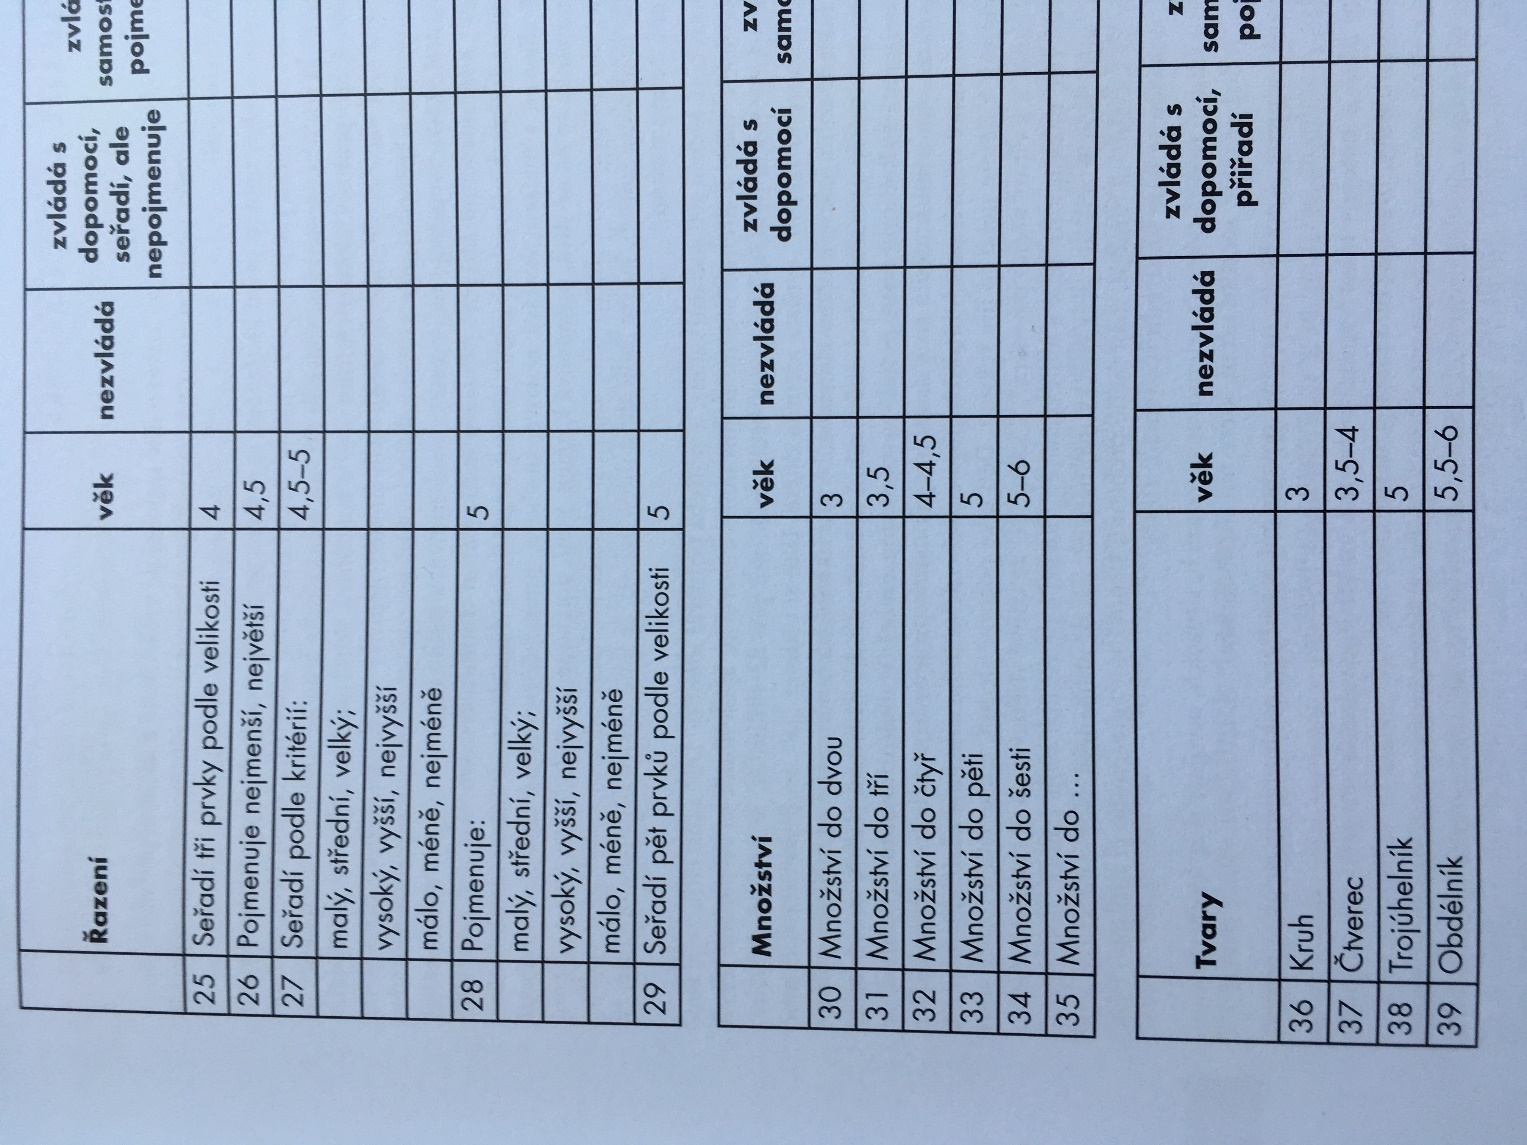 Řazení věk nezvládá zvládá s dopomocí, seřadí, ale nepojmenuje
25 Seřadí tři prvky podle velikosti 4
26 Pojmenuje nejmenší, největší 4,5
27 Seřadí podle kritérií: 4,5–5
malý, střední, velký;
vysoký, vyšší, nejvyšší
málo, méně, nejméně
28 Pojmenuje: 5
malý, střední, velký;
vysoký, vyšší, nejvyšší
málo, méně, nejméně
29 Seřadí pět prvků podle velikosti 5
Množství věk nezvládá zvládá s dopomocí
30 Množství do dvou 3
31 Množství do tří 3,5
32 Množství do čtyř 4–4,5
33 Množství do pěti 5
34 Množství do šesti 5–6
35 Množství do ...
Tvary věk nezvládá zvládá s dopomocí, přiřadí
36 Kruh 3
37 Čtverec 3,5–4
38 Trojúhelník 5
39 Obdélník 5,5–6